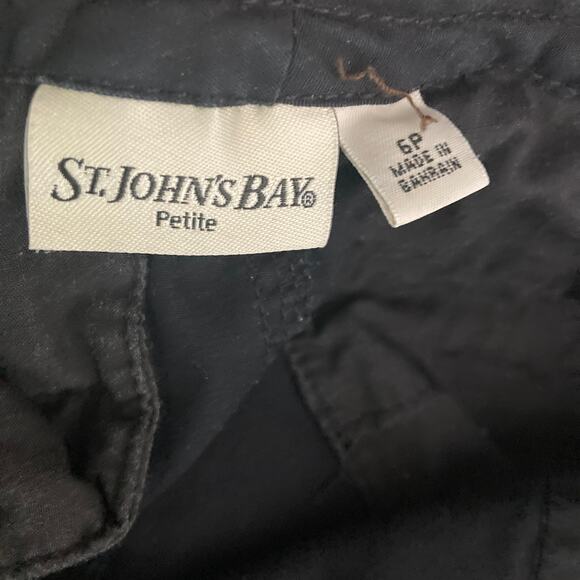 ST. JOHN'S BAY®
Petite
6P
MADE IN
BAHRAIN